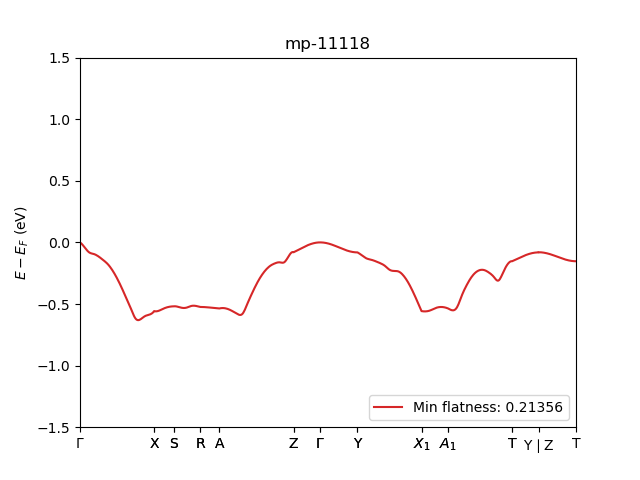 mp-11118
1.5
1.0
0.5
0.0
−0.5
−1.0
−1.5
E − E_F (eV)
Min flatness: 0.21356
Γ X S R A Z Γ Y X_1 A_1 T Y | Z T